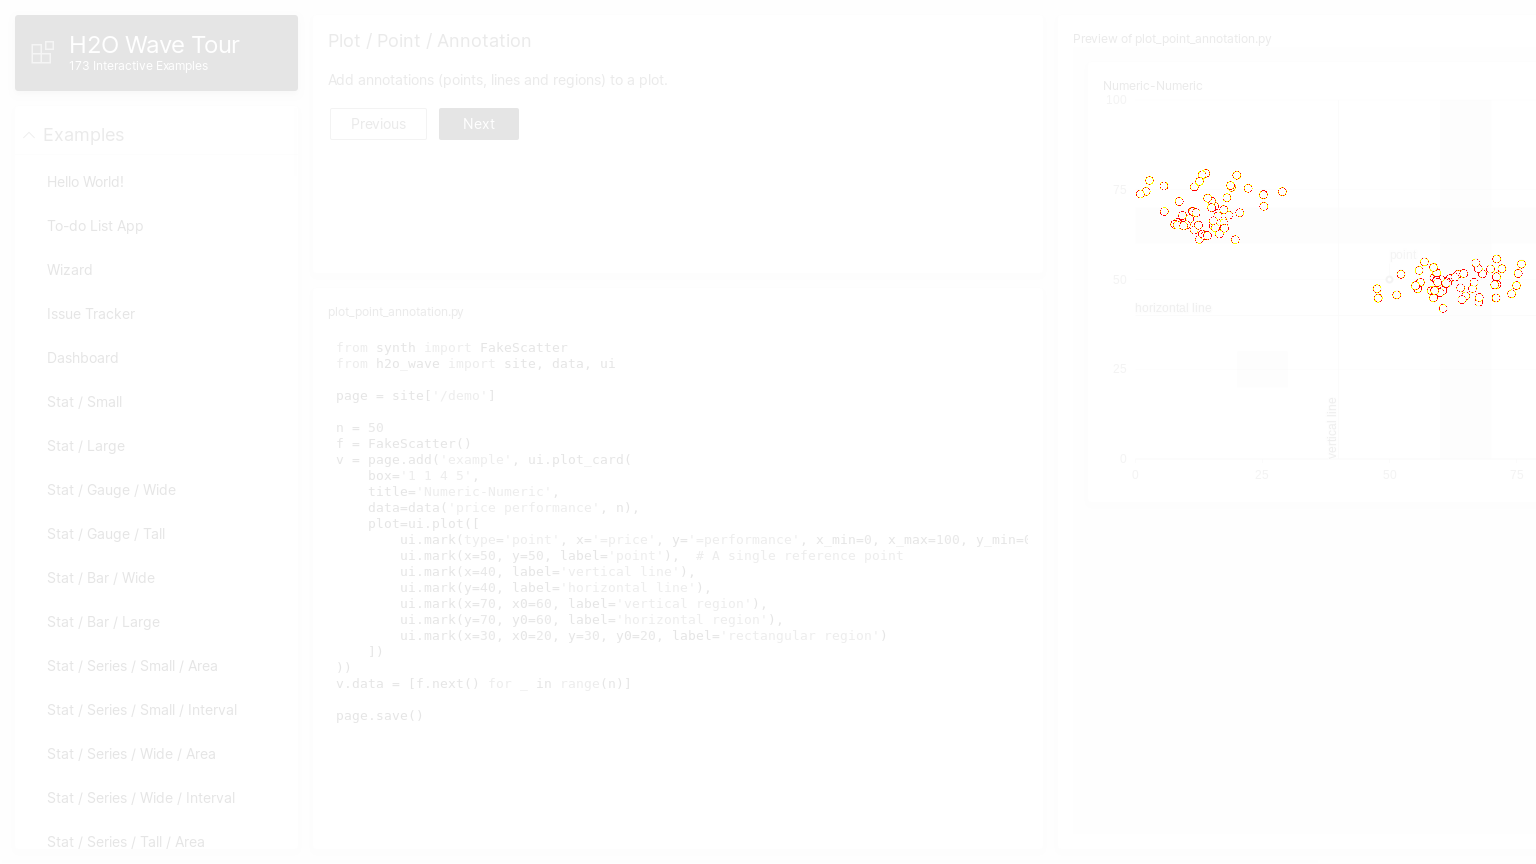 H2O Wave Tour
173 Interactive Examples
Examples
Hello World!
To-do List App
Wizard
Issue Tracker
Dashboard
Stat / Small
Stat / Large
Stat / Gauge / Wide
Stat / Gauge / Tall
Stat / Bar / Wide
Stat / Bar / Large
Stat / Series / Small / Area
Stat / Series / Small / Interval
Stat / Series / Wide / Area
Stat / Series / Wide / Interval
Stat / Series / Tall / Area
Plot / Point / Annotation
Add annotations (points, lines and regions) to a plot.
Previous
Next
plot_point_annotation.py
from synth import FakeScatter
from h2o_wave import site, data, ui
page = site['/demo']
n = 50
f = FakeScatter()
v = page.add('example', ui.plot_card(
    box='1 1 4 5',
    title='Numeric-Numeric',
    data=data('price performance', n),
    plot=ui.plot([
        ui.mark(type='point', x='=price', y='=performance', x_min=0, x_max=100, y_min=0
        ui.mark(x=50, y=50, label='point'),  # A single reference point
        ui.mark(x=40, label='vertical line'),
        ui.mark(y=40, label='horizontal line'),
        ui.mark(x=70, x0=60, label='vertical region'),
        ui.mark(y=70, y0=60, label='horizontal region'),
        ui.mark(x=30, x0=20, y=30, y0=20, label='rectangular region')
    ])
))
v.data = [f.next() for _ in range(n)]
page.save()
Preview of plot_point_annotation.py
Numeric-Numeric
100
75
50
25
0
point
horizontal line
vertical line
0
25
50
75